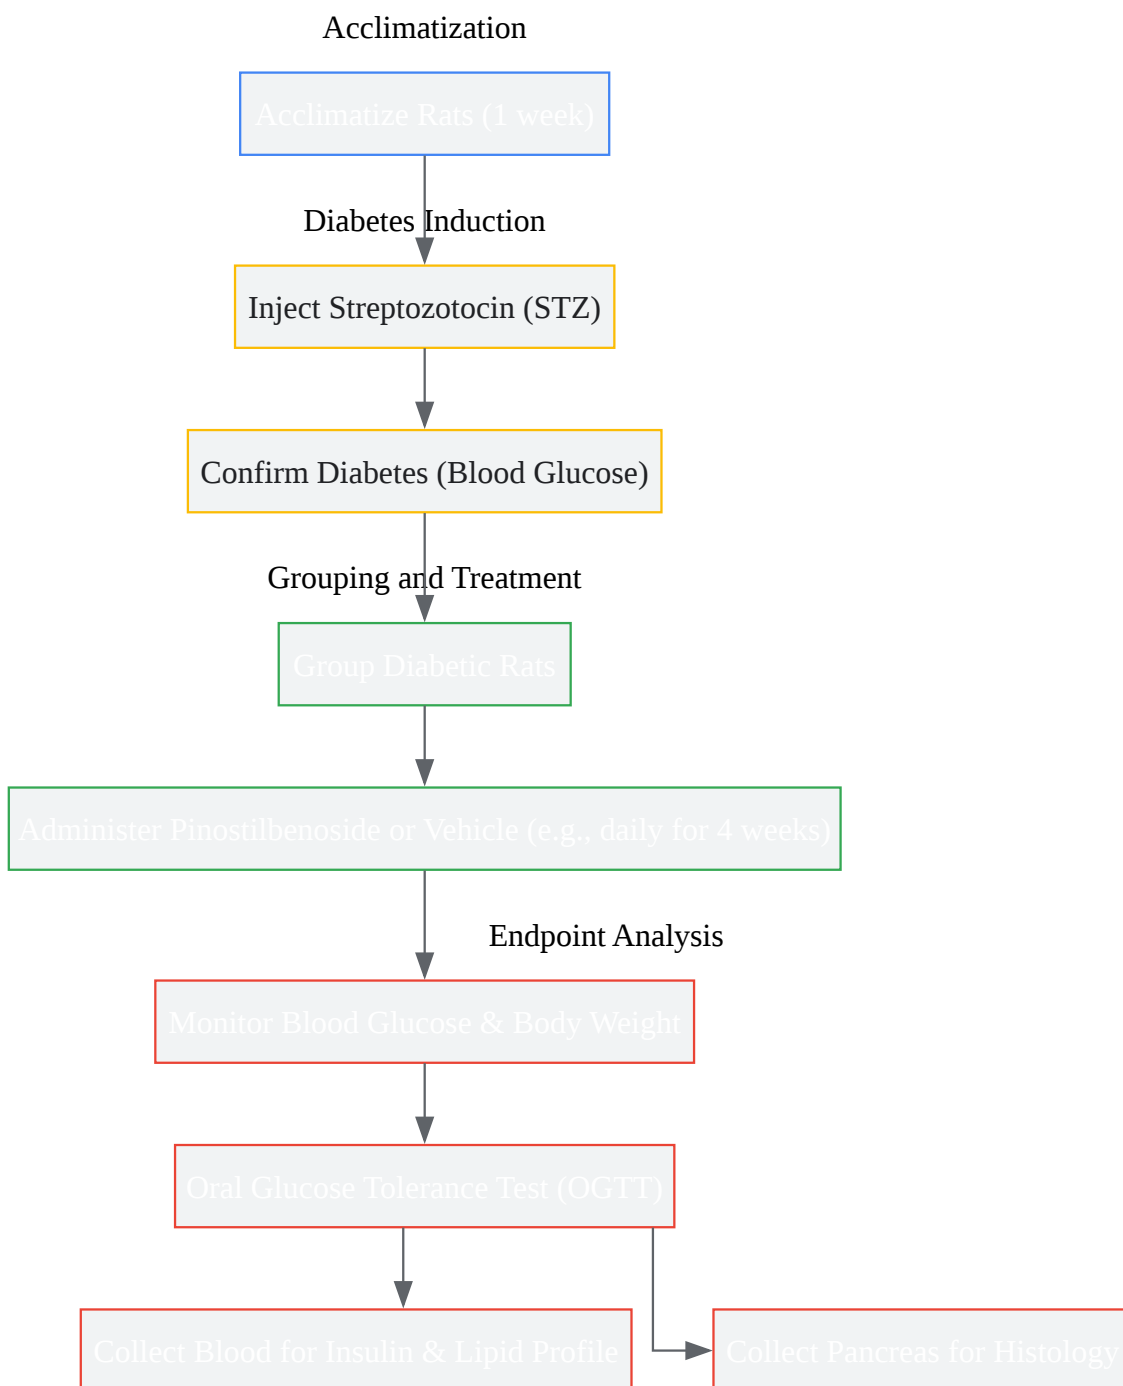 Acclimatization
Acclimatize Rats (1 week)
Diabetes Induction
Inject Streptozotocin (STZ)
Confirm Diabetes (Blood Glucose)
Grouping and Treatment
Group Diabetic Rats
Administer Pinostilbenoside or Vehicle (e.g., daily for 4 weeks)
Endpoint Analysis
Monitor Blood Glucose & Body Weight
Oral Glucose Tolerance Test (OGTT)
Collect Blood for Insulin & Lipid Profile
Collect Pancreas for Histology